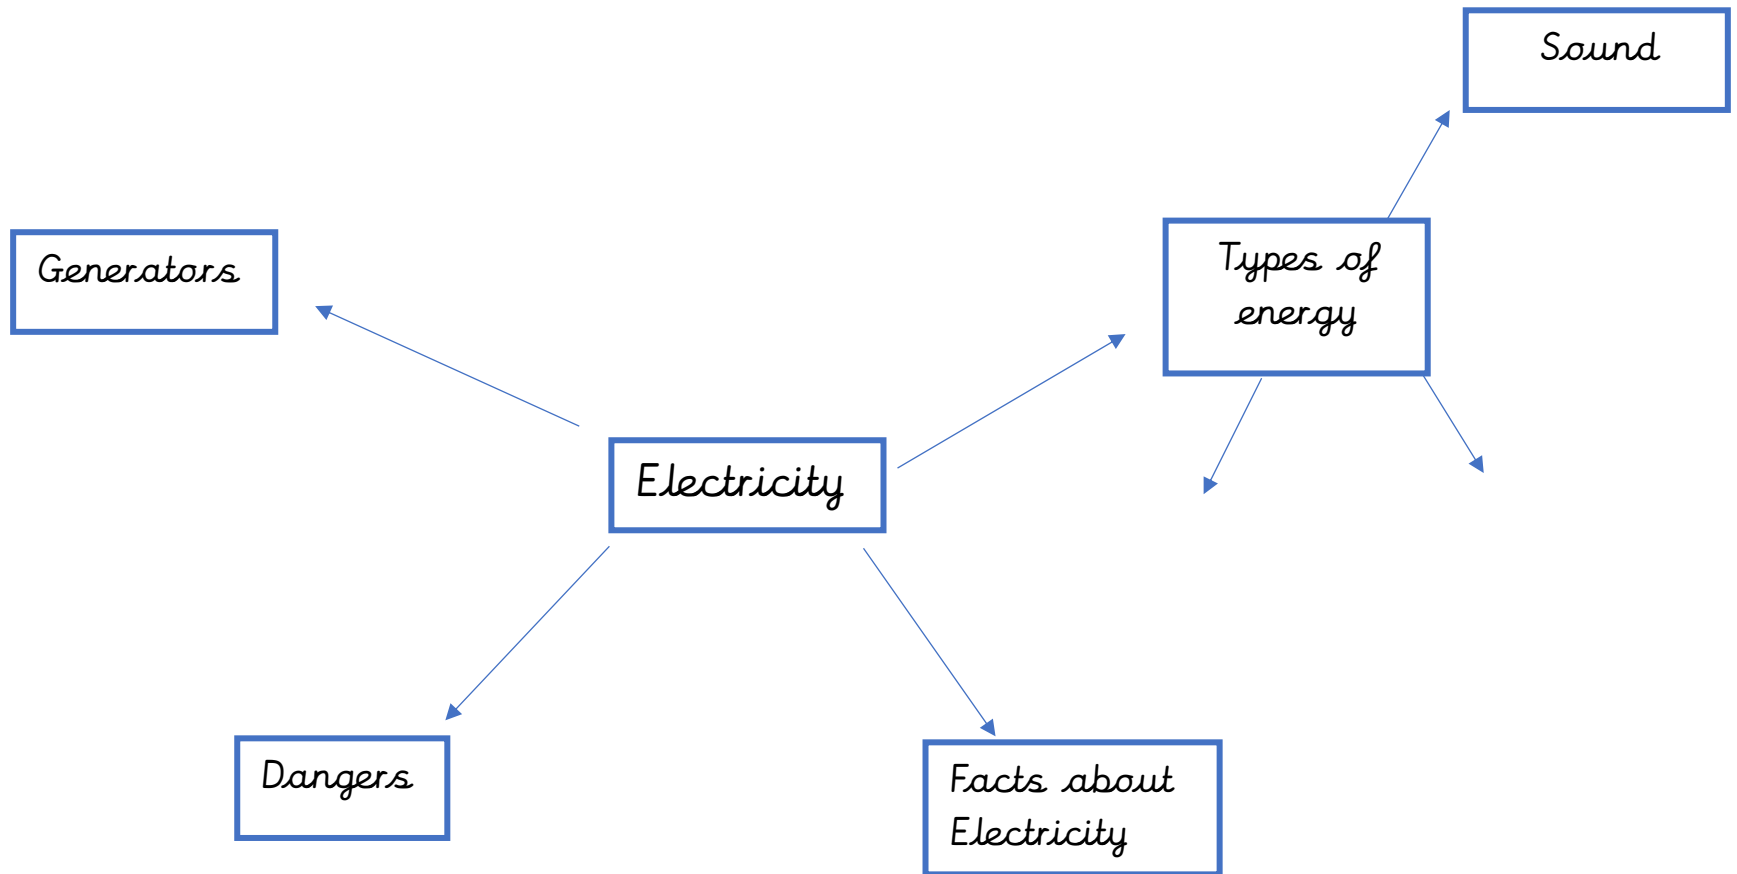 Sound
Types of
energy
Generators
Electricity
Dangers
Facts about
Electricity